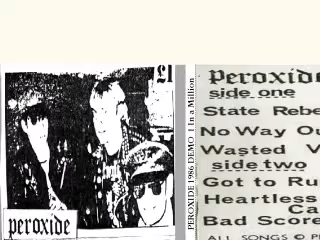 £1
peroxide
PEROXIDE 1986 DEMO 1 In a Million
Peroxide
side one
State Rebe
No Way Ou
Wasted V
side two
Got to Ru
Heartless
Ca
Bad Score
ALL SONGS © P